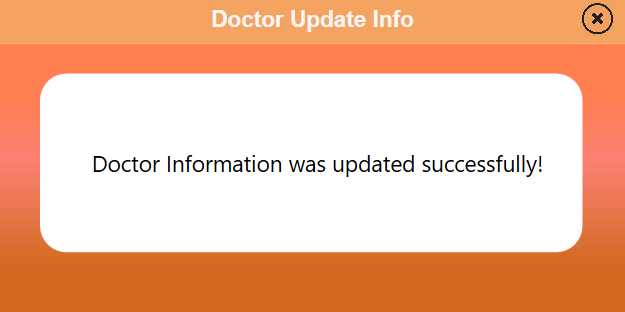 Doctor Update Info
Doctor Information was updated successfully!